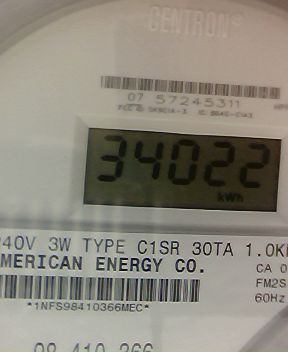 CENTRON®
07 57245311
34022
kWh
240V 3W TYPE C1SR 30TA 1.0K
AMERICAN ENERGY CO.
CA 0
FM2S
60Hz
*1NFS98410366MEC*
98 410 366